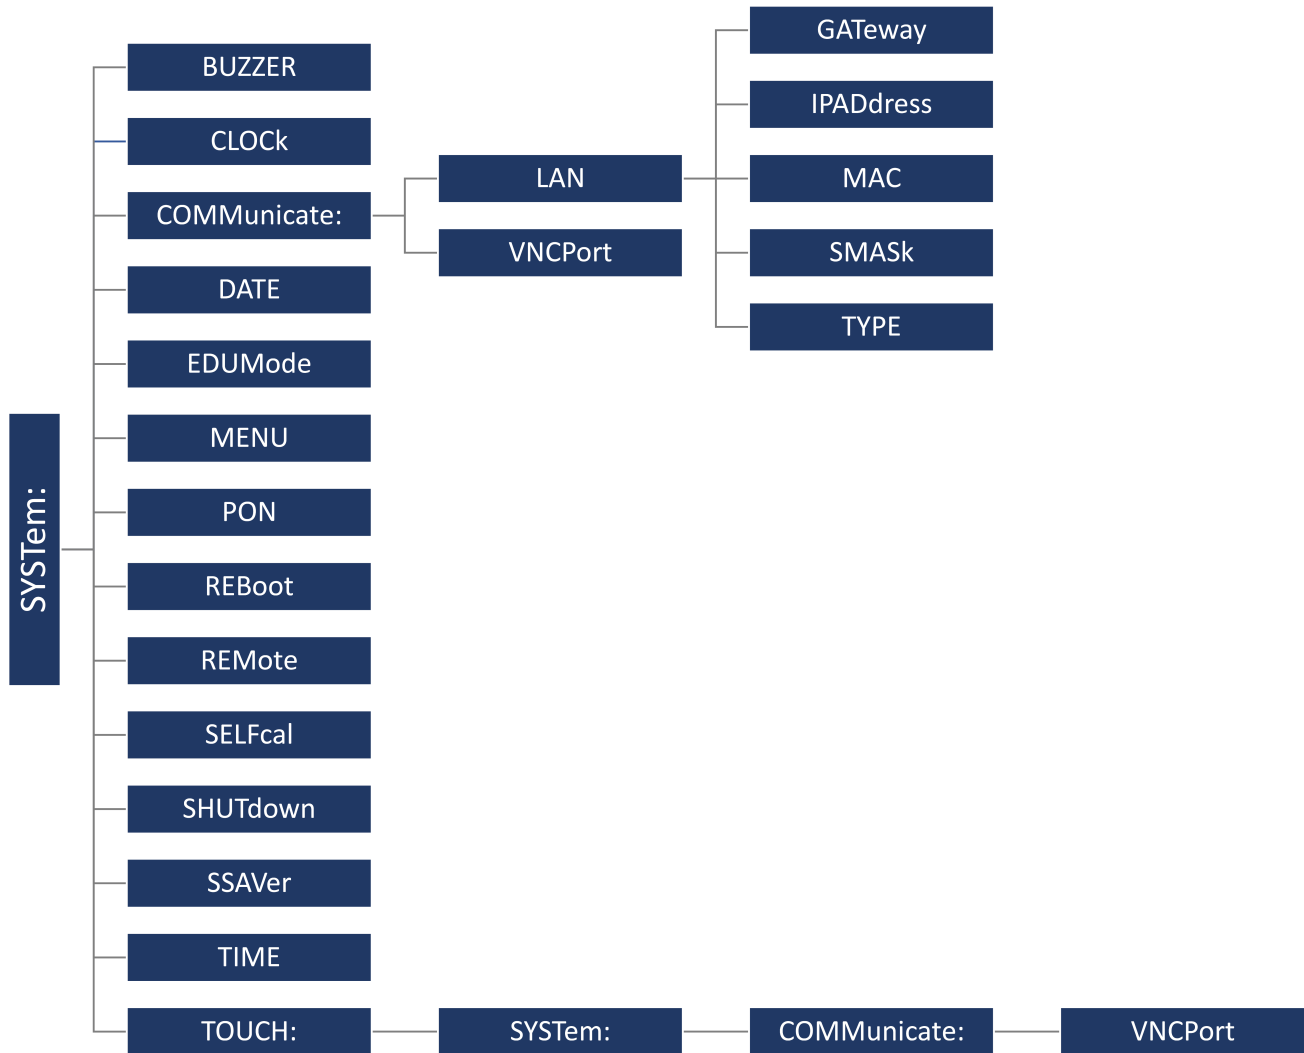 SYSTem:
BUZZER
CLOCk
COMMunicate:
LAN
GATeway
IPADdress
MAC
SMASk
TYPE
VNCPort
DATE
EDUMode
MENU
PON
REBoot
REMote
SELFcal
SHUTdown
SSAVer
TIME
TOUCH:
SYSTem:
COMMunicate:
VNCPort